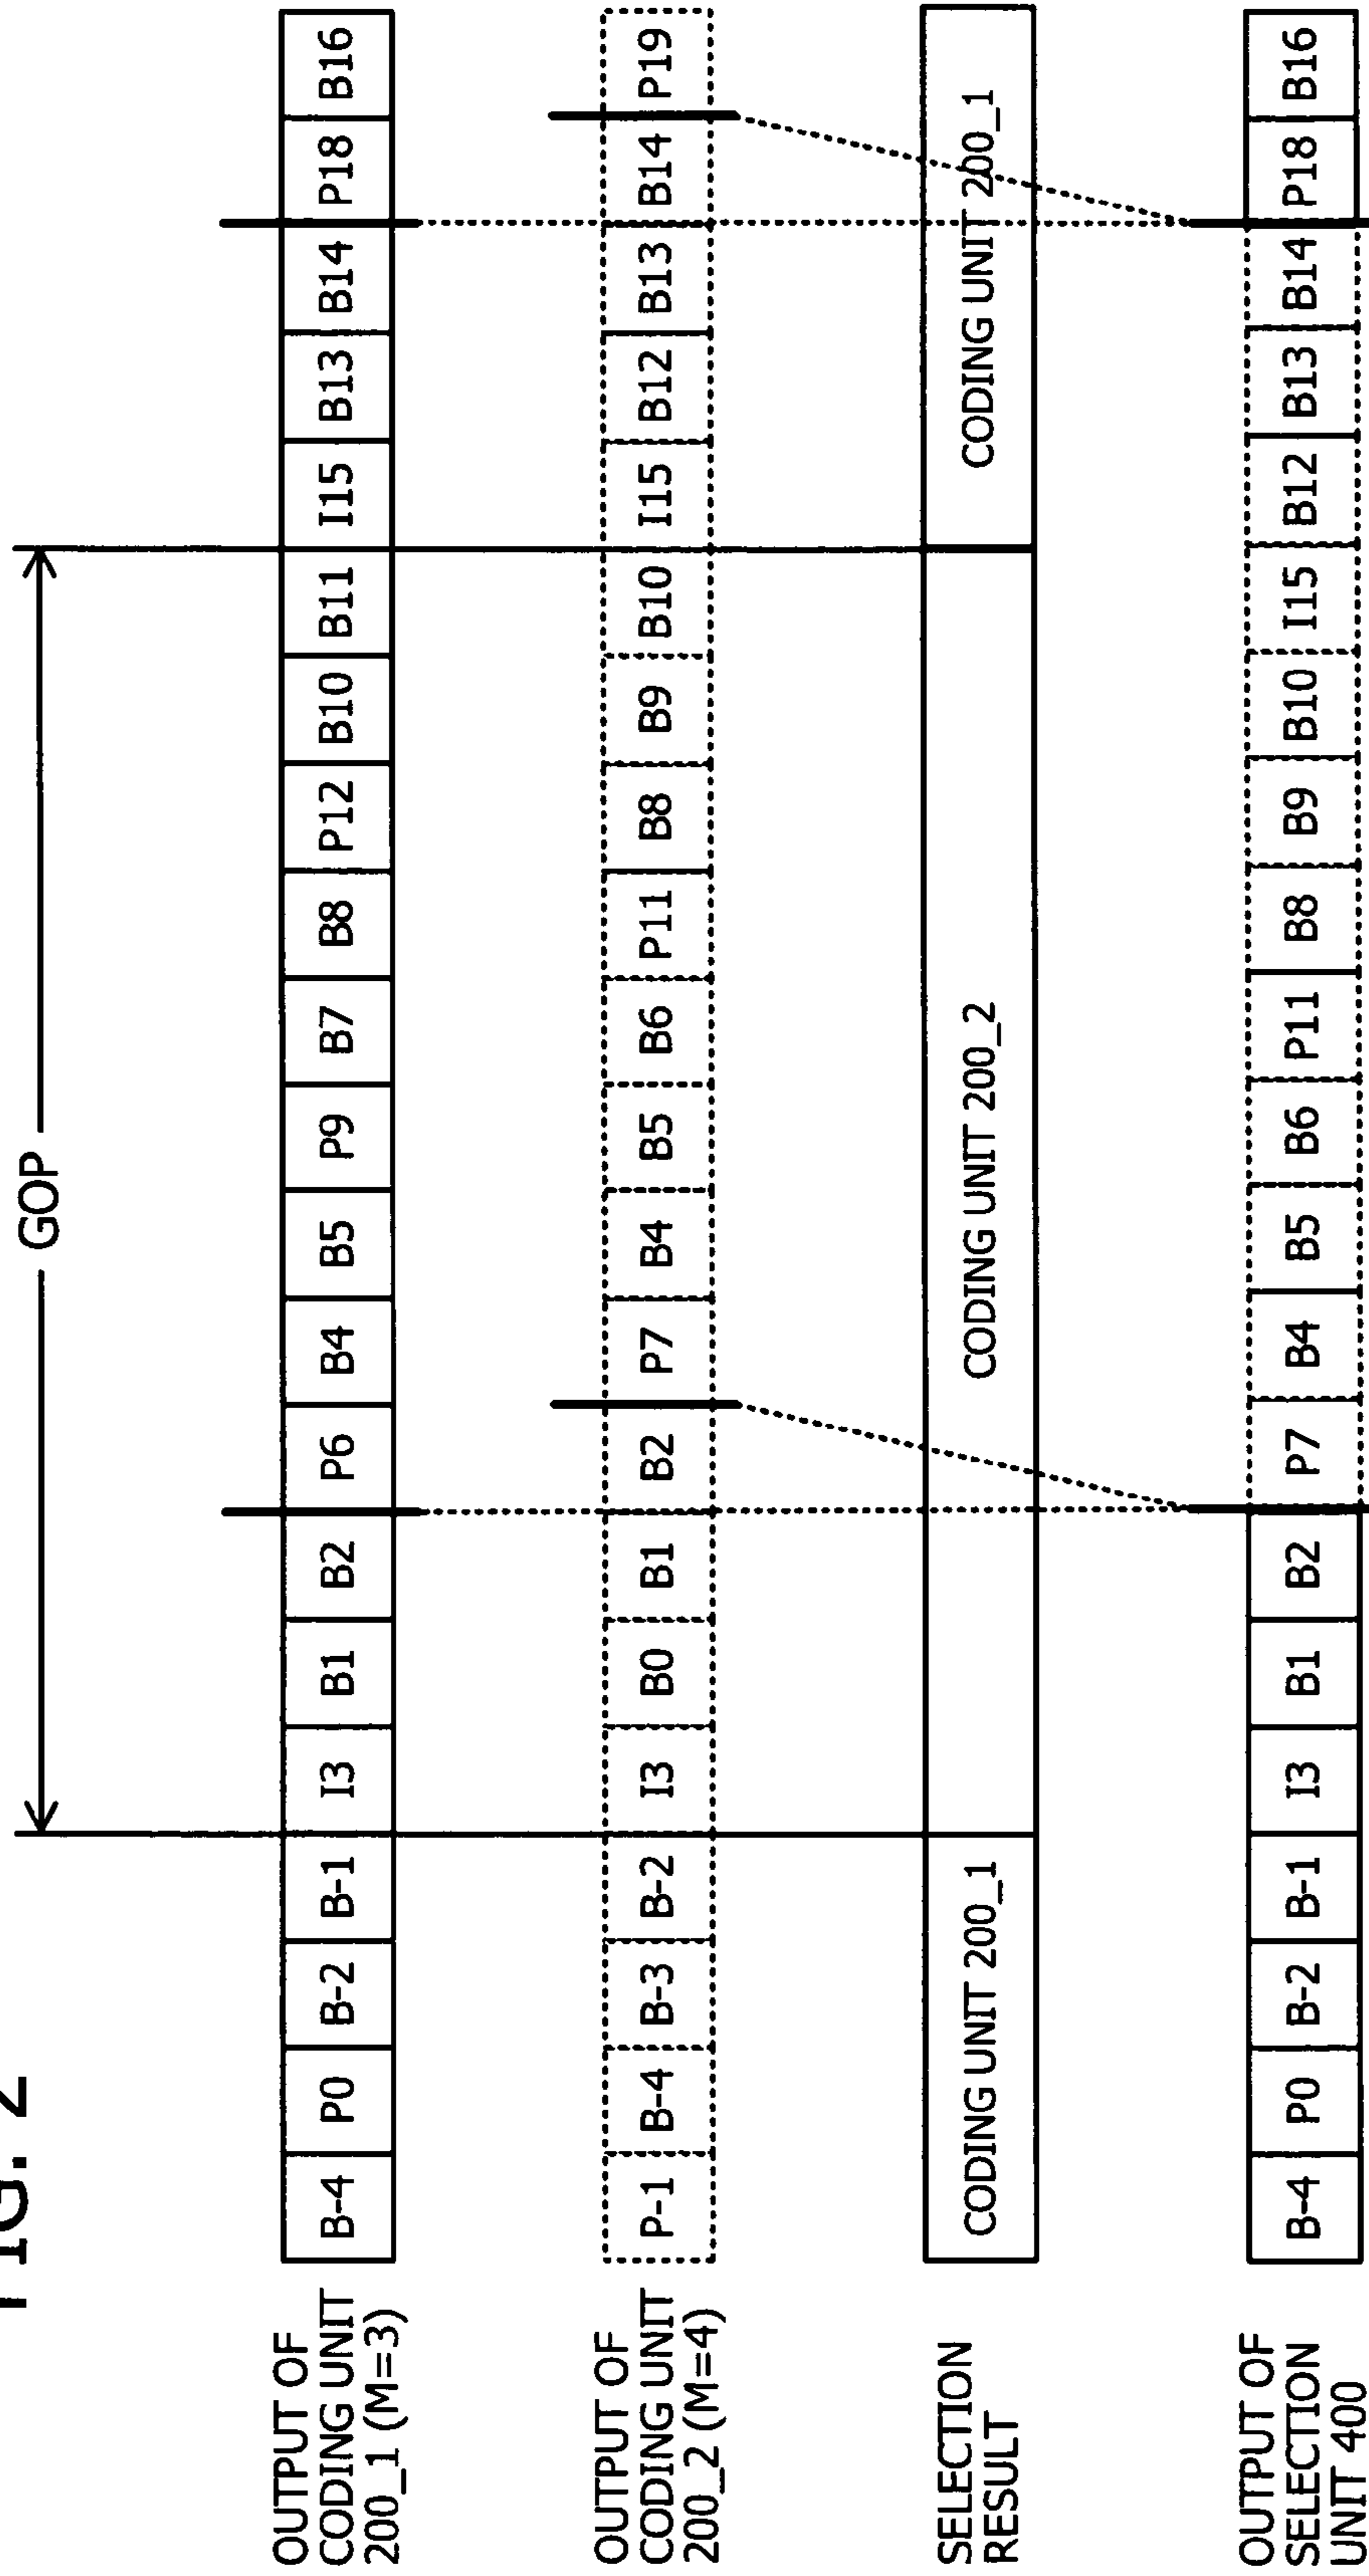 FIG. 2
GOP
OUTPUT OF
CODING UNIT
200_1 (M=3)
B-4 P0 B-2 B-1 I3 B1 B2 P6 B4 B5 P9 B7 B8 P12 B10 B11 I15 B13 B14 P18 B16
OUTPUT OF
CODING UNIT
200_2 (M=4)
P-1 B-4 B-3 B-2 I3 B0 B1 B2 P7 B4 B5 B6 P11 B8 B9 B10 I15 B12 B13 B14 P19
SELECTION
RESULT
CODING UNIT 200_1 CODING UNIT 200_2 CODING UNIT 200_1
OUTPUT OF
SELECTION
UNIT 400
B-4 P0 B-2 B-1 I3 B1 B2 P7 B4 B5 B6 P11 B8 B9 B10 I15 B12 B13 B14 P18 B16